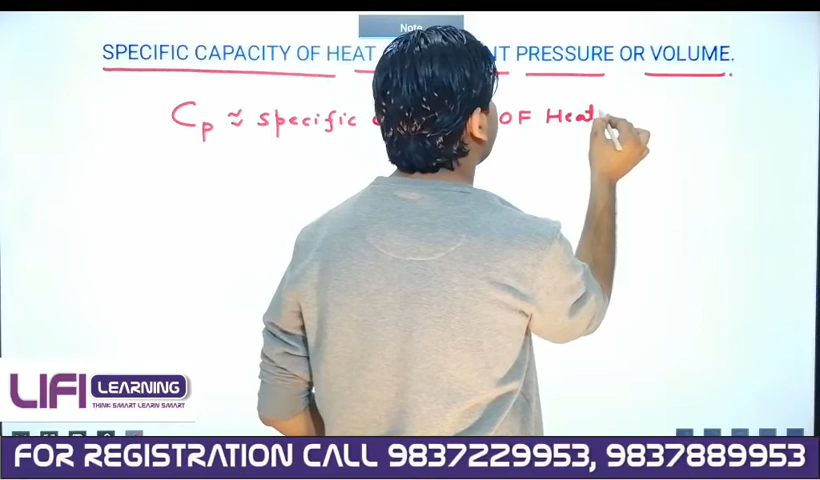 Note
SPECIFIC CAPACITY OF HEAT NT PRESSURE OR VOLUME.
Cp ≈ specific OF Heat
LIFI LEARNING
THINK SMART LEARN SMART
FOR REGISTRATION CALL 9837229953, 9837889953